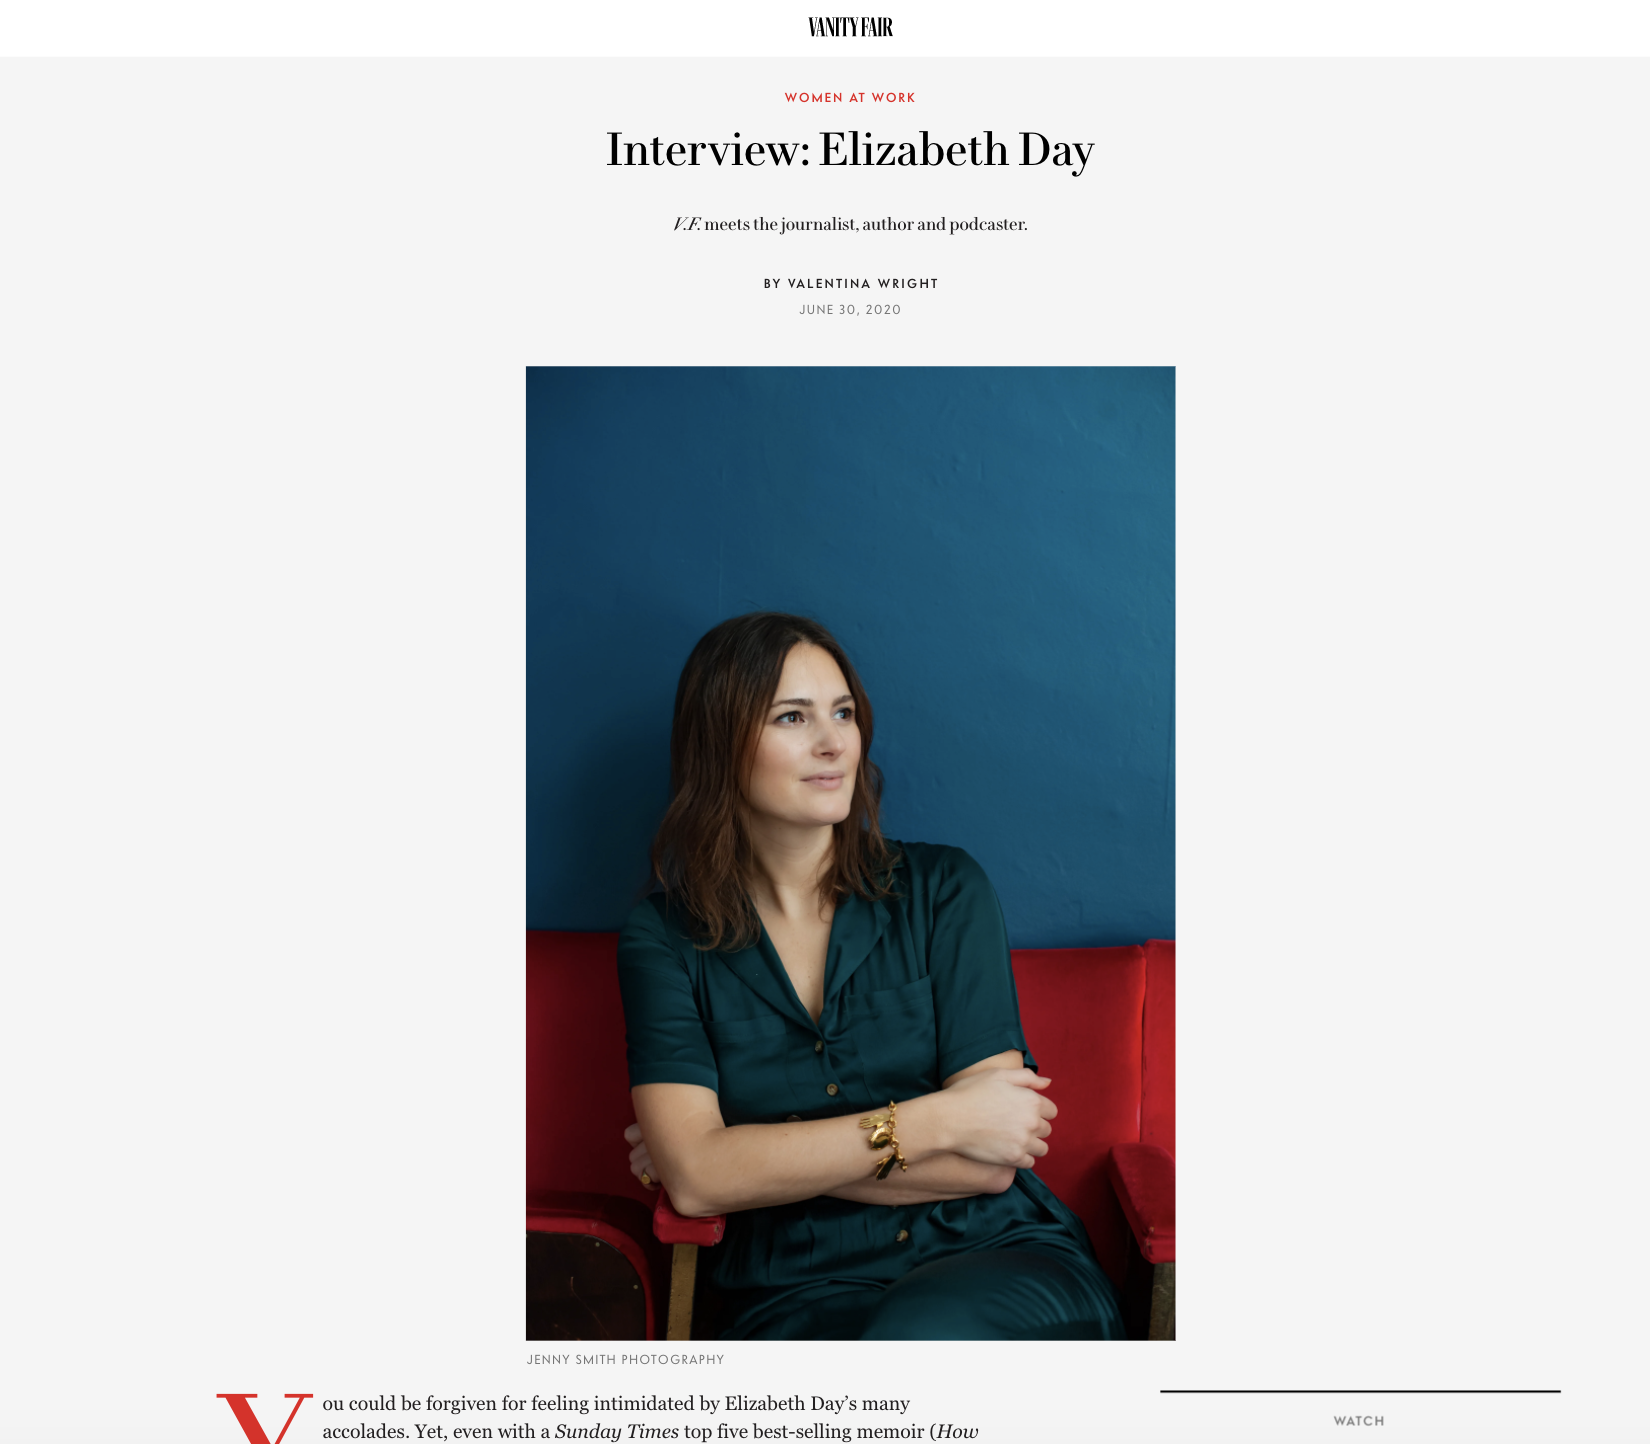 VANITY FAIR
WOMEN AT WORK
Interview: Elizabeth Day
V.F. meets the journalist, author and podcaster.
BY VALENTINA WRIGHT
JUNE 30, 2020
JENNY SMITH PHOTOGRAPHY
You could be forgiven for feeling intimidated by Elizabeth Day’s many
accolades. Yet, even with a Sunday Times top five best-selling memoir (How
WATCH